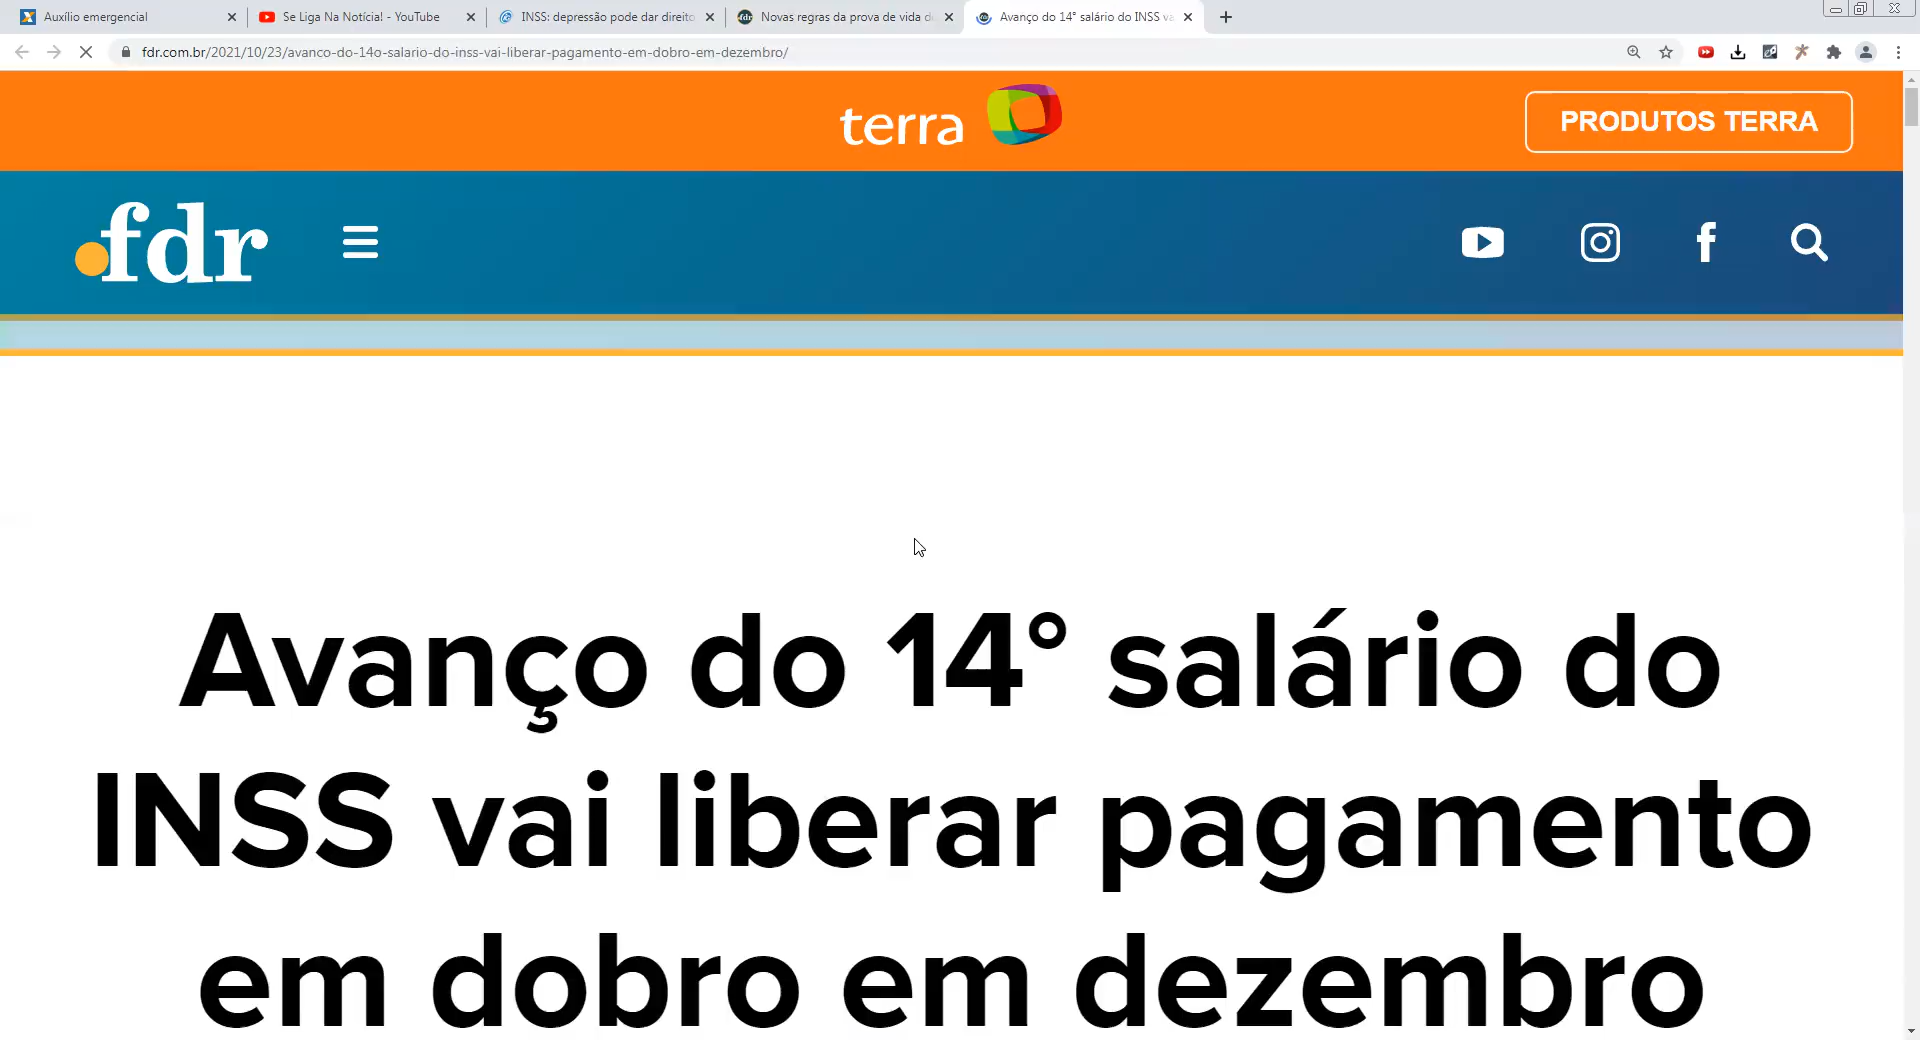 Auxílio emergencial
Se Liga Na Notícia! - YouTube
INSS: depressão pode dar direito
Novas regras da prova de vida d
Avanço do 14° salário do INSS va
fdr.com.br/2021/10/23/avanco-do-14o-salario-do-inss-vai-liberar-pagamento-em-dobro-em-dezembro/
terra
PRODUTOS TERRA
.fdr
Avanço do 14° salário do
INSS vai liberar pagamento
em dobro em dezembro